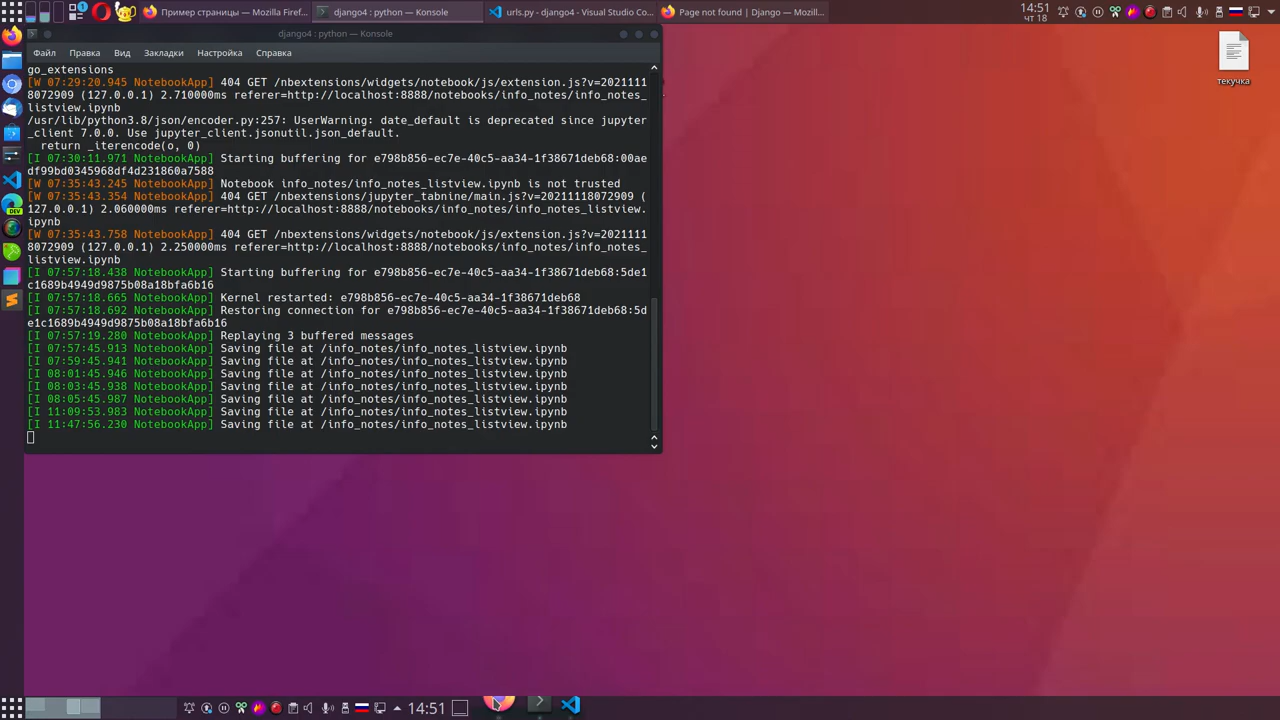 Пример страницы — Mozilla Firef...
django4 : python — Konsole
urls.py - django4 - Visual Studio Co...
Page not found | Django — Mozill...
14:51
чт 18
django4 : python — Konsole
Файл Правка Вид Закладки Настройка Справка
текучка
go_extensions
[W 07:29:20.945 NotebookApp] 404 GET /nbextensions/widgets/notebook/js/extension.js?v=2021111
8072909 (127.0.0.1) 2.710000ms referer=http://localhost:8888/notebooks/info_notes/info_notes_
listview.ipynb
/usr/lib/python3.8/json/encoder.py:257: UserWarning: date_default is deprecated since jupyter
_client 7.0.0. Use jupyter_client.jsonutil.json_default.
return _iterencode(o, 0)
[I 07:30:11.971 NotebookApp] Starting buffering for e798b856-ec7e-40c5-aa34-1f38671deb68:00ae
df99bd0345968df4d231860a7588
[W 07:35:43.245 NotebookApp] Notebook info_notes/info_notes_listview.ipynb is not trusted
[W 07:35:43.354 NotebookApp] 404 GET /nbextensions/jupyter_tabnine/main.js?v=20211118072909 (
127.0.0.1) 2.060000ms referer=http://localhost:8888/notebooks/info_notes/info_notes_listview.
ipynb
[W 07:35:43.758 NotebookApp] 404 GET /nbextensions/widgets/notebook/js/extension.js?v=2021111
8072909 (127.0.0.1) 2.250000ms referer=http://localhost:8888/notebooks/info_notes/info_notes_
listview.ipynb
[I 07:57:18.438 NotebookApp] Starting buffering for e798b856-ec7e-40c5-aa34-1f38671deb68:5de1
c1689b4949d9875b08a18bfa6b16
[I 07:57:18.665 NotebookApp] Kernel restarted: e798b856-ec7e-40c5-aa34-1f38671deb68
[I 07:57:18.692 NotebookApp] Restoring connection for e798b856-ec7e-40c5-aa34-1f38671deb68:5d
e1c1689b4949d9875b08a18bfa6b16
[I 07:57:19.280 NotebookApp] Replaying 3 buffered messages
[I 07:57:45.913 NotebookApp] Saving file at /info_notes/info_notes_listview.ipynb
[I 07:59:45.941 NotebookApp] Saving file at /info_notes/info_notes_listview.ipynb
[I 08:01:45.946 NotebookApp] Saving file at /info_notes/info_notes_listview.ipynb
[I 08:03:45.938 NotebookApp] Saving file at /info_notes/info_notes_listview.ipynb
[I 08:05:45.987 NotebookApp] Saving file at /info_notes/info_notes_listview.ipynb
[I 11:09:53.983 NotebookApp] Saving file at /info_notes/info_notes_listview.ipynb
[I 11:47:56.230 NotebookApp] Saving file at /info_notes/info_notes_listview.ipynb
14:51